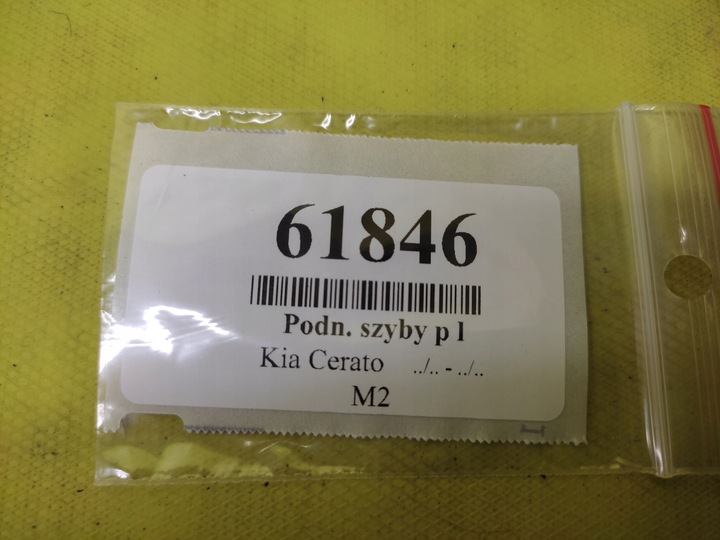 61846
Podn. szyby p l
Kia Cerato ../.. - ../..
M2